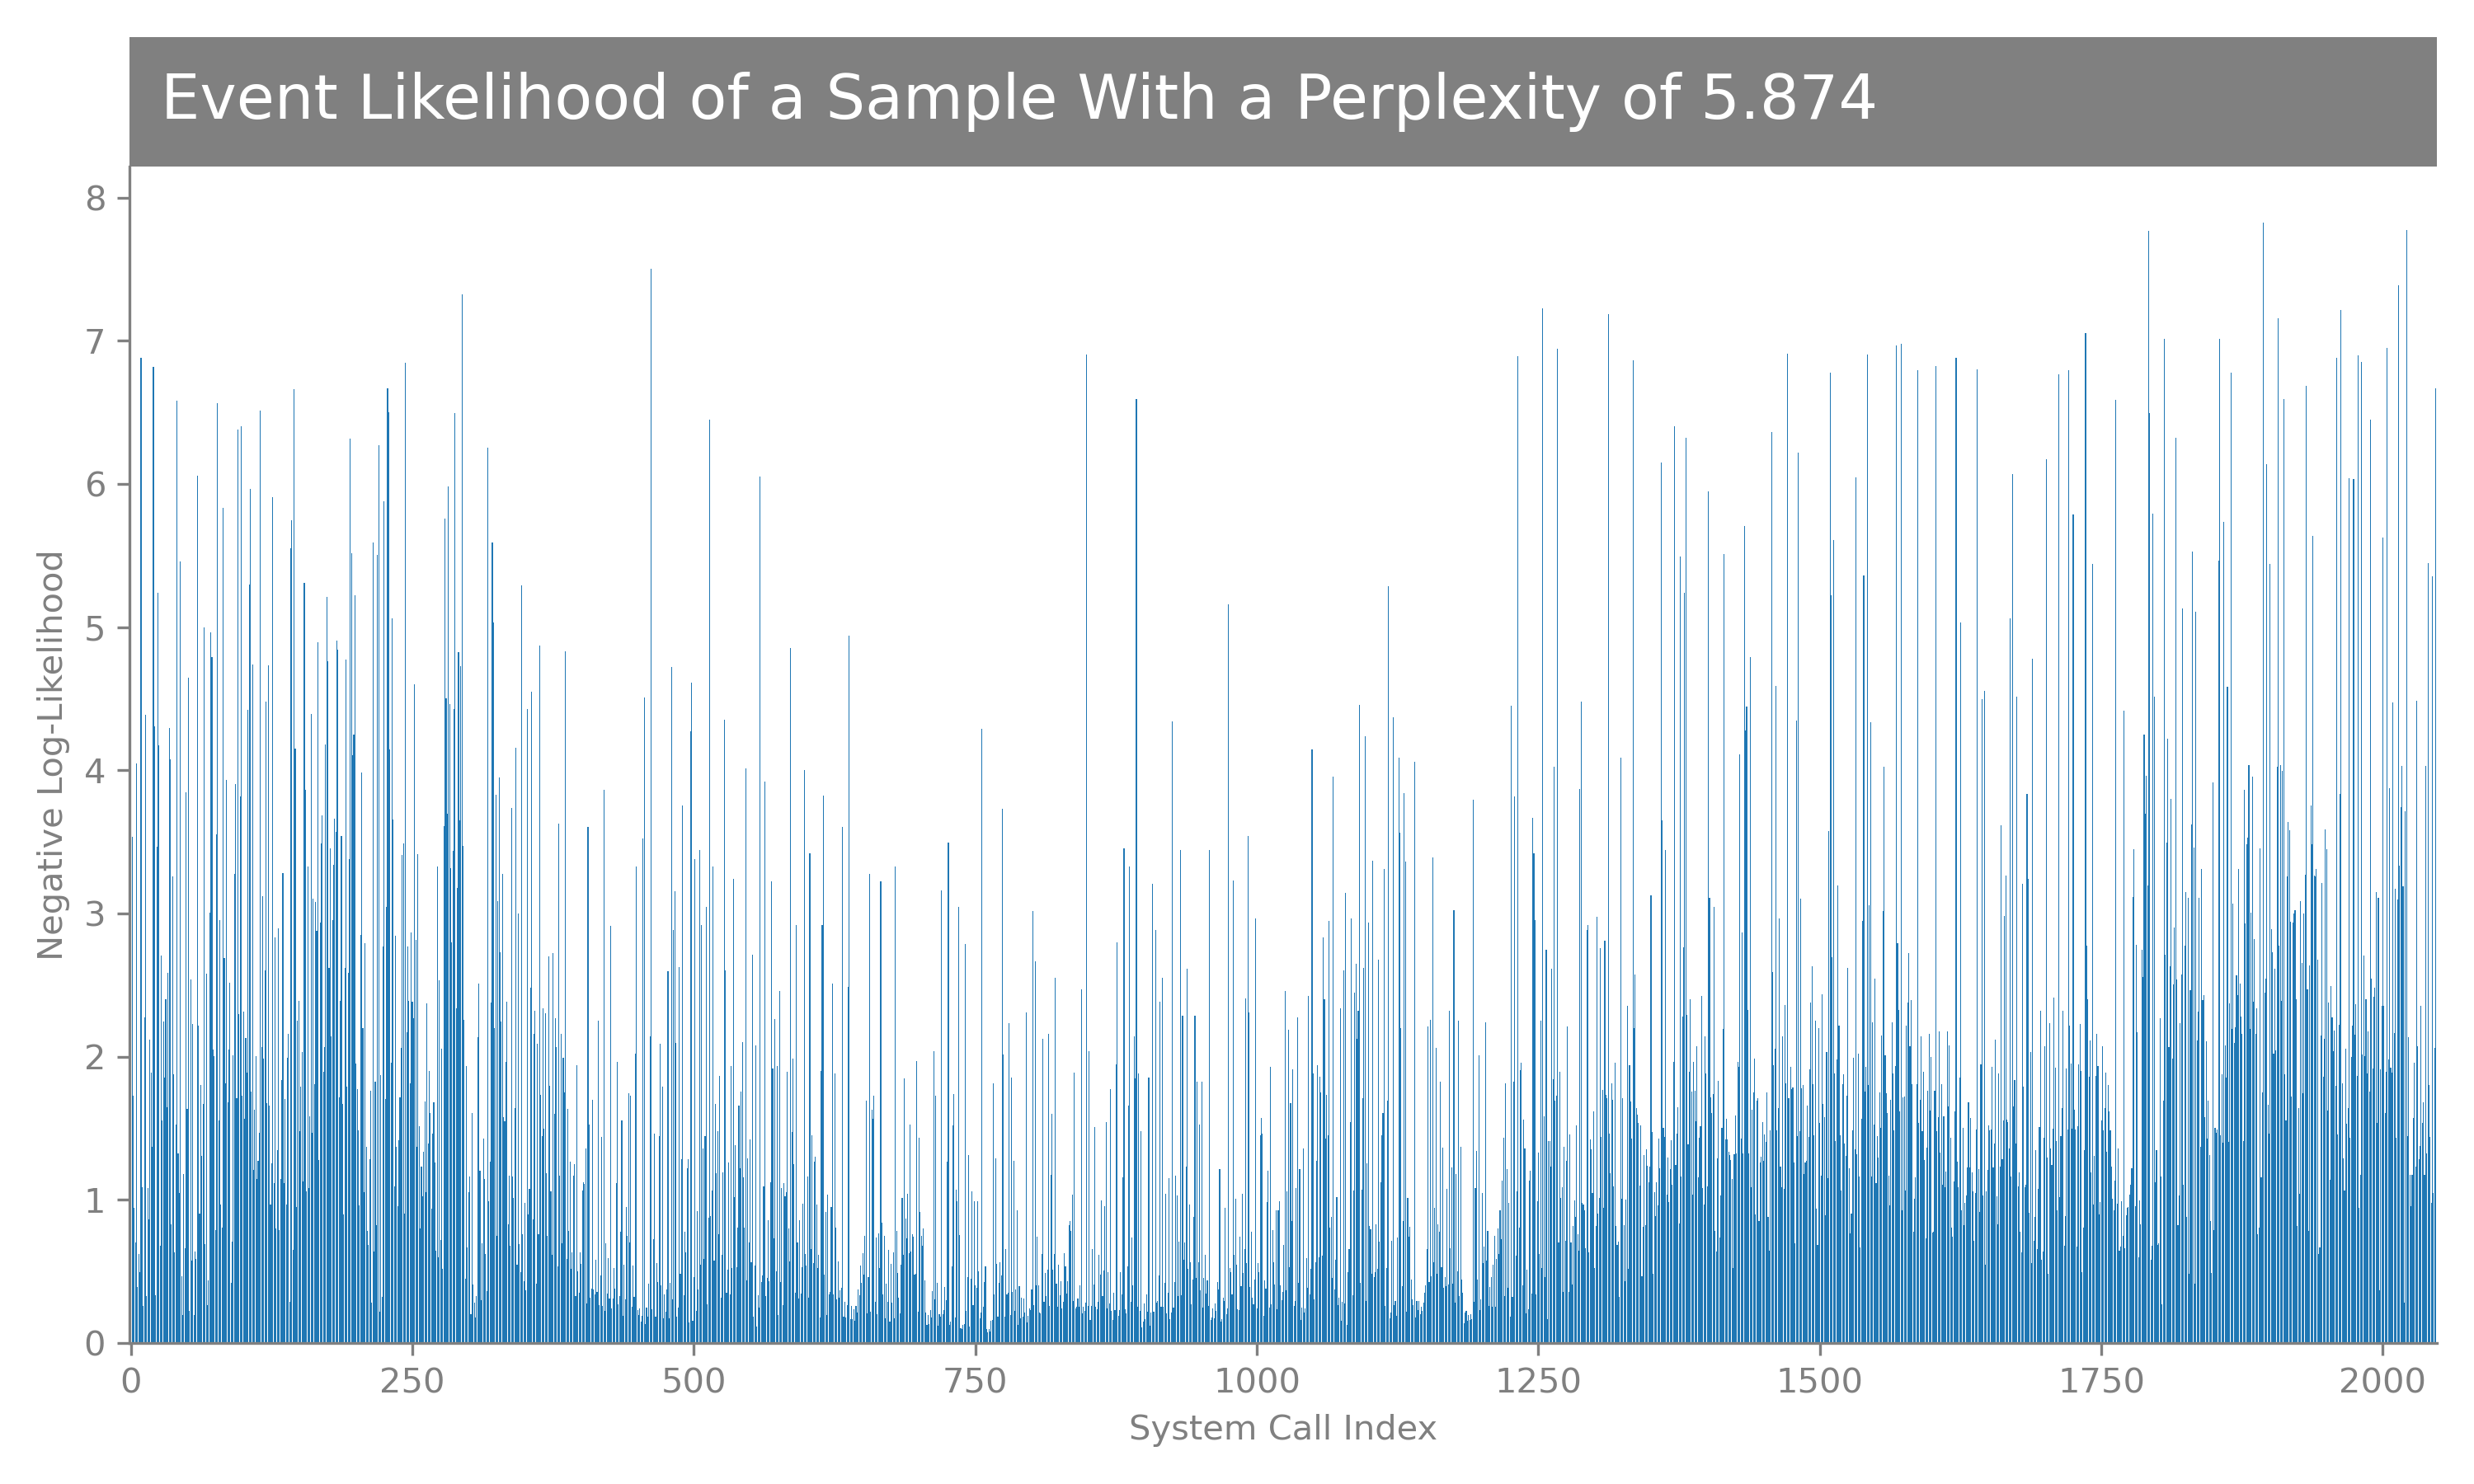 Event Likelihood of a Sample With a Perplexity of 5.874
8
7
6
5
4
3
2
1
0
Negative Log-Likelihood
0 250 500 750 1000 1250 1500 1750 2000
System Call Index